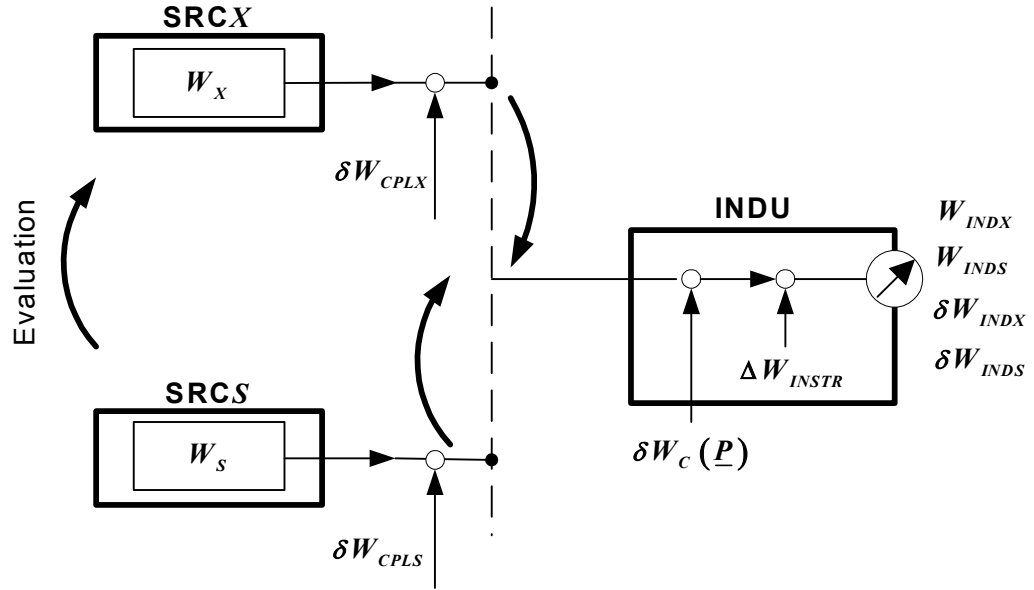 SRCX
W_X
δW_CPLX
Evaluation
INDU
W_INDX
W_INDS
δW_INDX
δW_INDS
ΔW_INSTR
SRCS
W_S
δW_C (P)
δW_CPLS